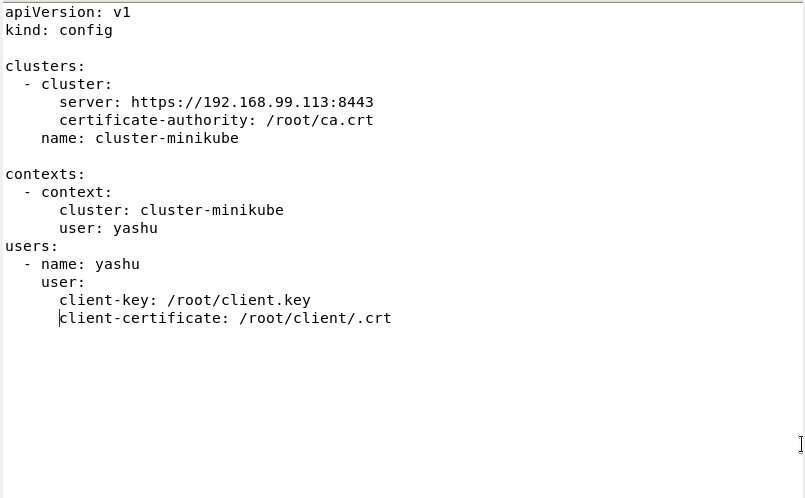 apiVersion: v1
kind: config
clusters:
  - cluster:
      server: https://192.168.99.113:8443
      certificate-authority: /root/ca.crt
    name: cluster-minikube
contexts:
  - context:
      cluster: cluster-minikube
      user: yashu
users:
  - name: yashu
    user:
      client-key: /root/client.key
      client-certificate: /root/client/.crt